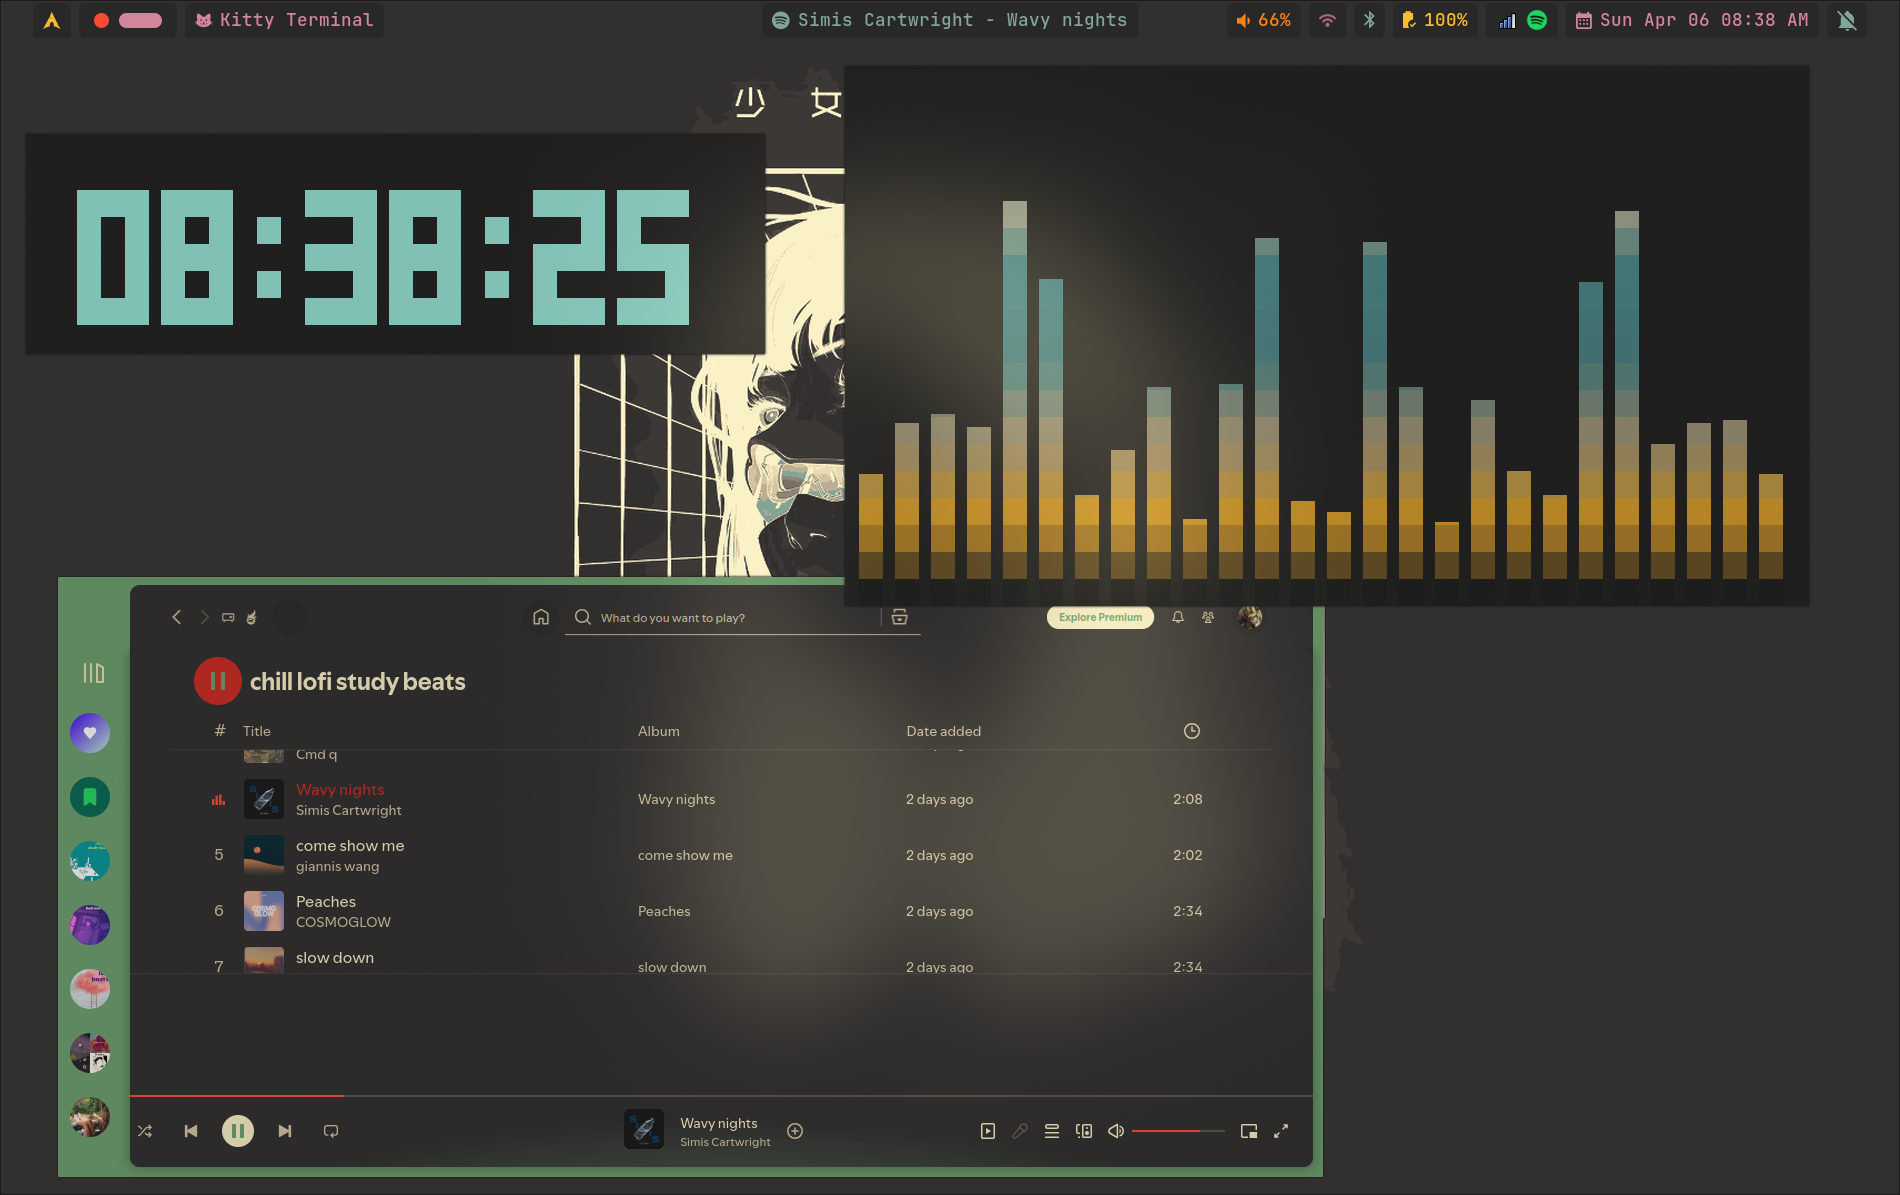 Kitty Terminal
Simis Cartwright - Wavy nights
66%
100%
Sun Apr 06 08:38 AM
少 女
08:38:25
What do you want to play?
Explore Premium
chill lofi study beats
# Title Album Date added
Cmd q
Wavy nights Wavy nights 2 days ago 2:08
Simis Cartwright
5 come show me come show me 2 days ago 2:02
giannis wang
6 Peaches Peaches 2 days ago 2:34
COSMOGLOW
COSMO
GLOW
7 slow down slow down 2 days ago 2:34
Wavy nights
Simis Cartwright